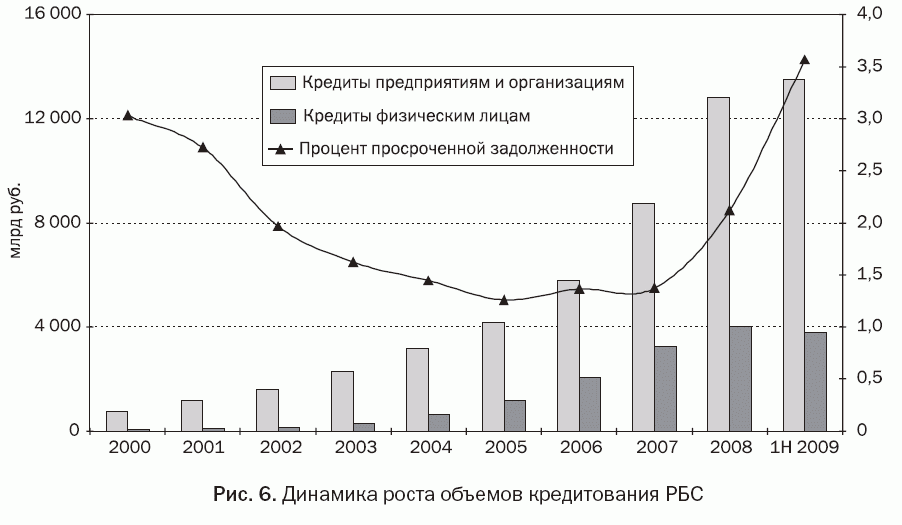 16 000
12 000
8 000
4 000
0
млрд руб.
4,0
3,5
3,0
2,5
2,0
1,5
1,0
0,5
0
Кредиты предприятиям и организациям
Кредиты физическим лицам
Процент просроченной задолженности
2000 2001 2002 2003 2004 2005 2006 2007 2008 1H 2009
Рис. 6. Динамика роста объемов кредитования РБС